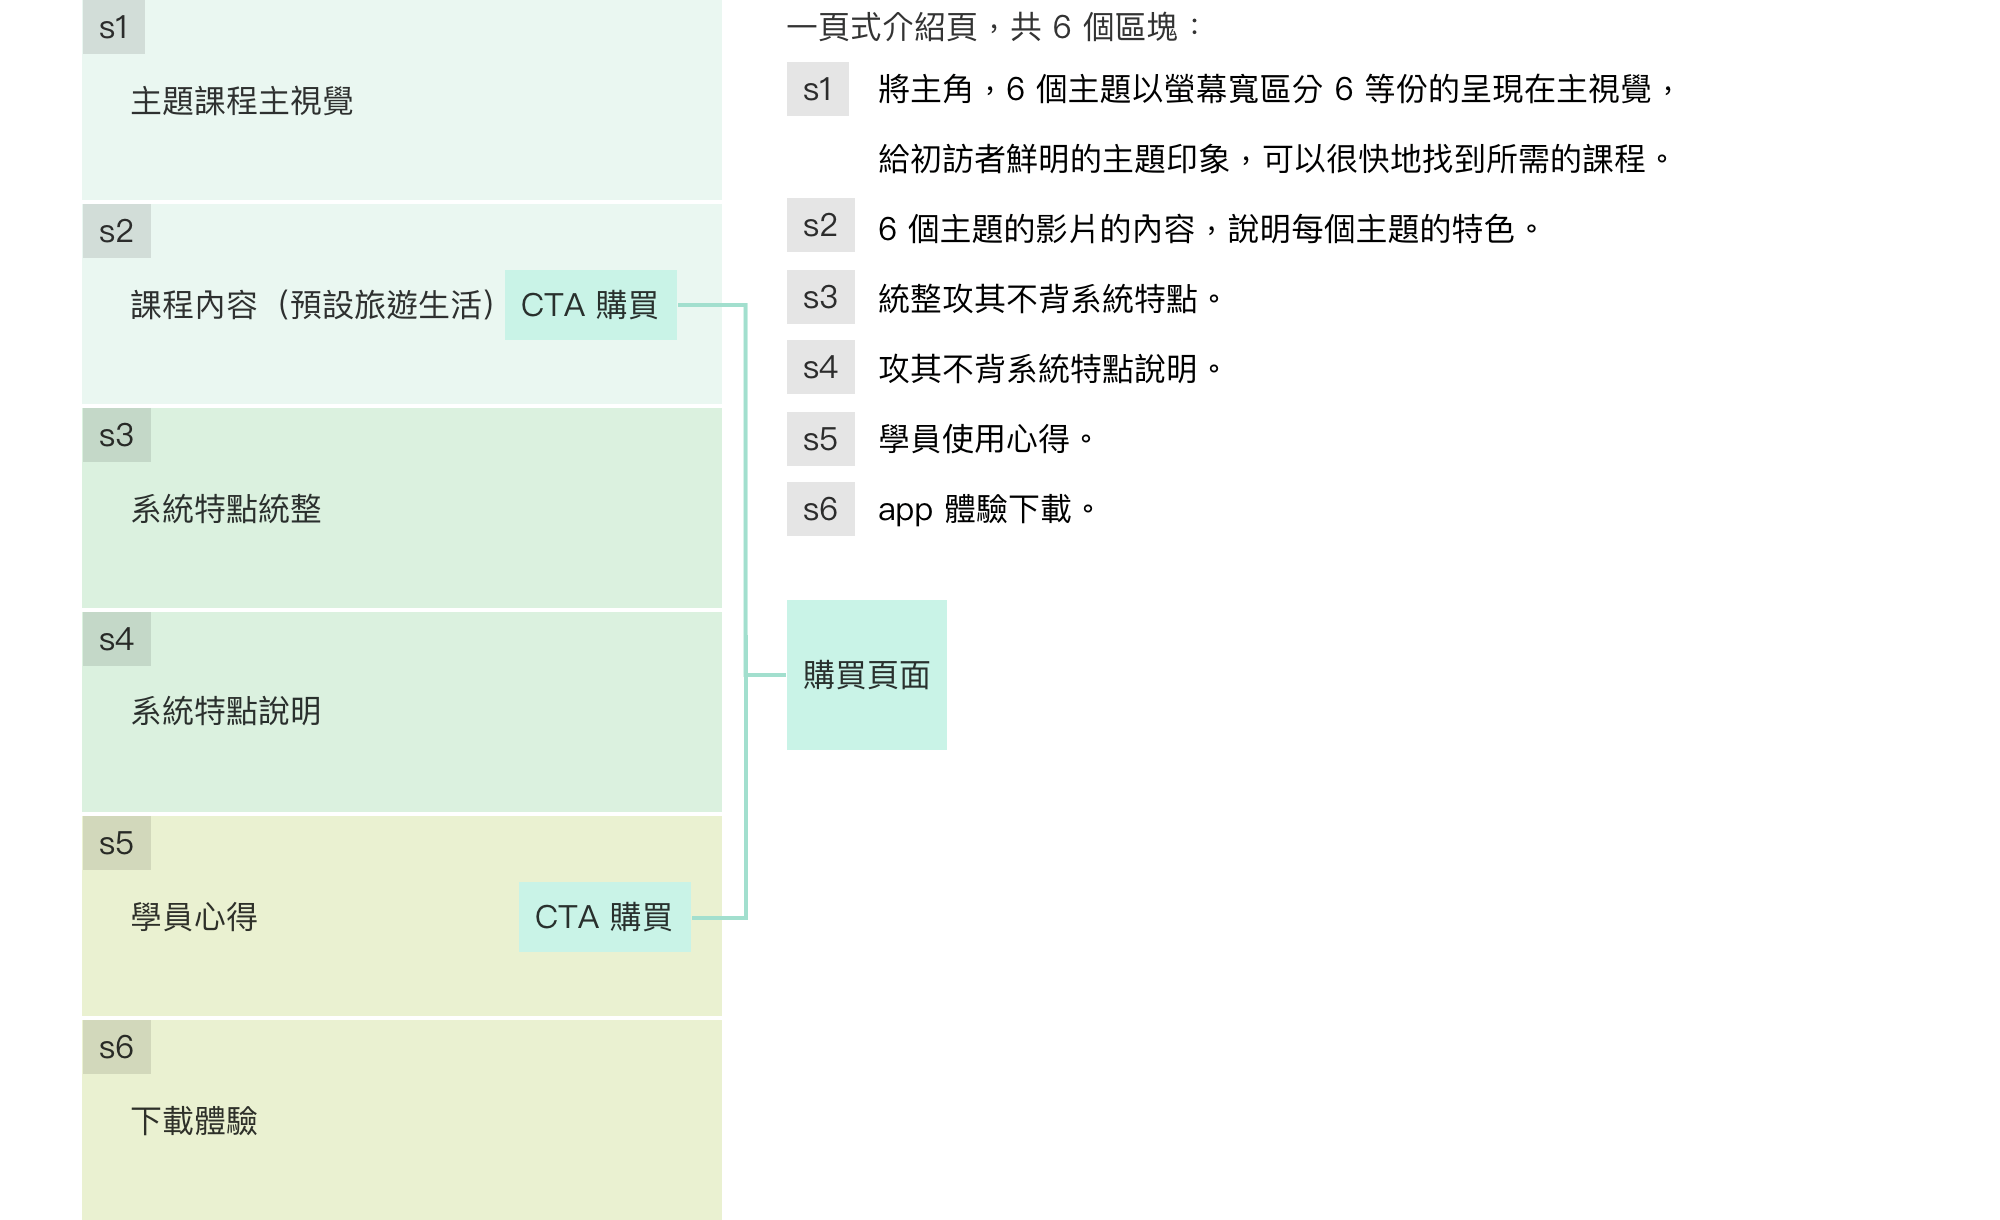 s1
主題課程主視覺
s2
課程內容（預設旅遊生活）
CTA 購買
s3
系統特點統整
s4
系統特點說明
s5
學員心得
CTA 購買
s6
下載體驗
一頁式介紹頁，共 6 個區塊：
s1 將主角，6 個主題以螢幕寬區分 6 等份的呈現在主視覺，
給初訪者鮮明的主題印象，可以很快地找到所需的課程。
s2 6 個主題的影片的內容，說明每個主題的特色。
s3 統整攻其不背系統特點。
s4 攻其不背系統特點說明。
s5 學員使用心得。
s6 app 體驗下載。
購買頁面